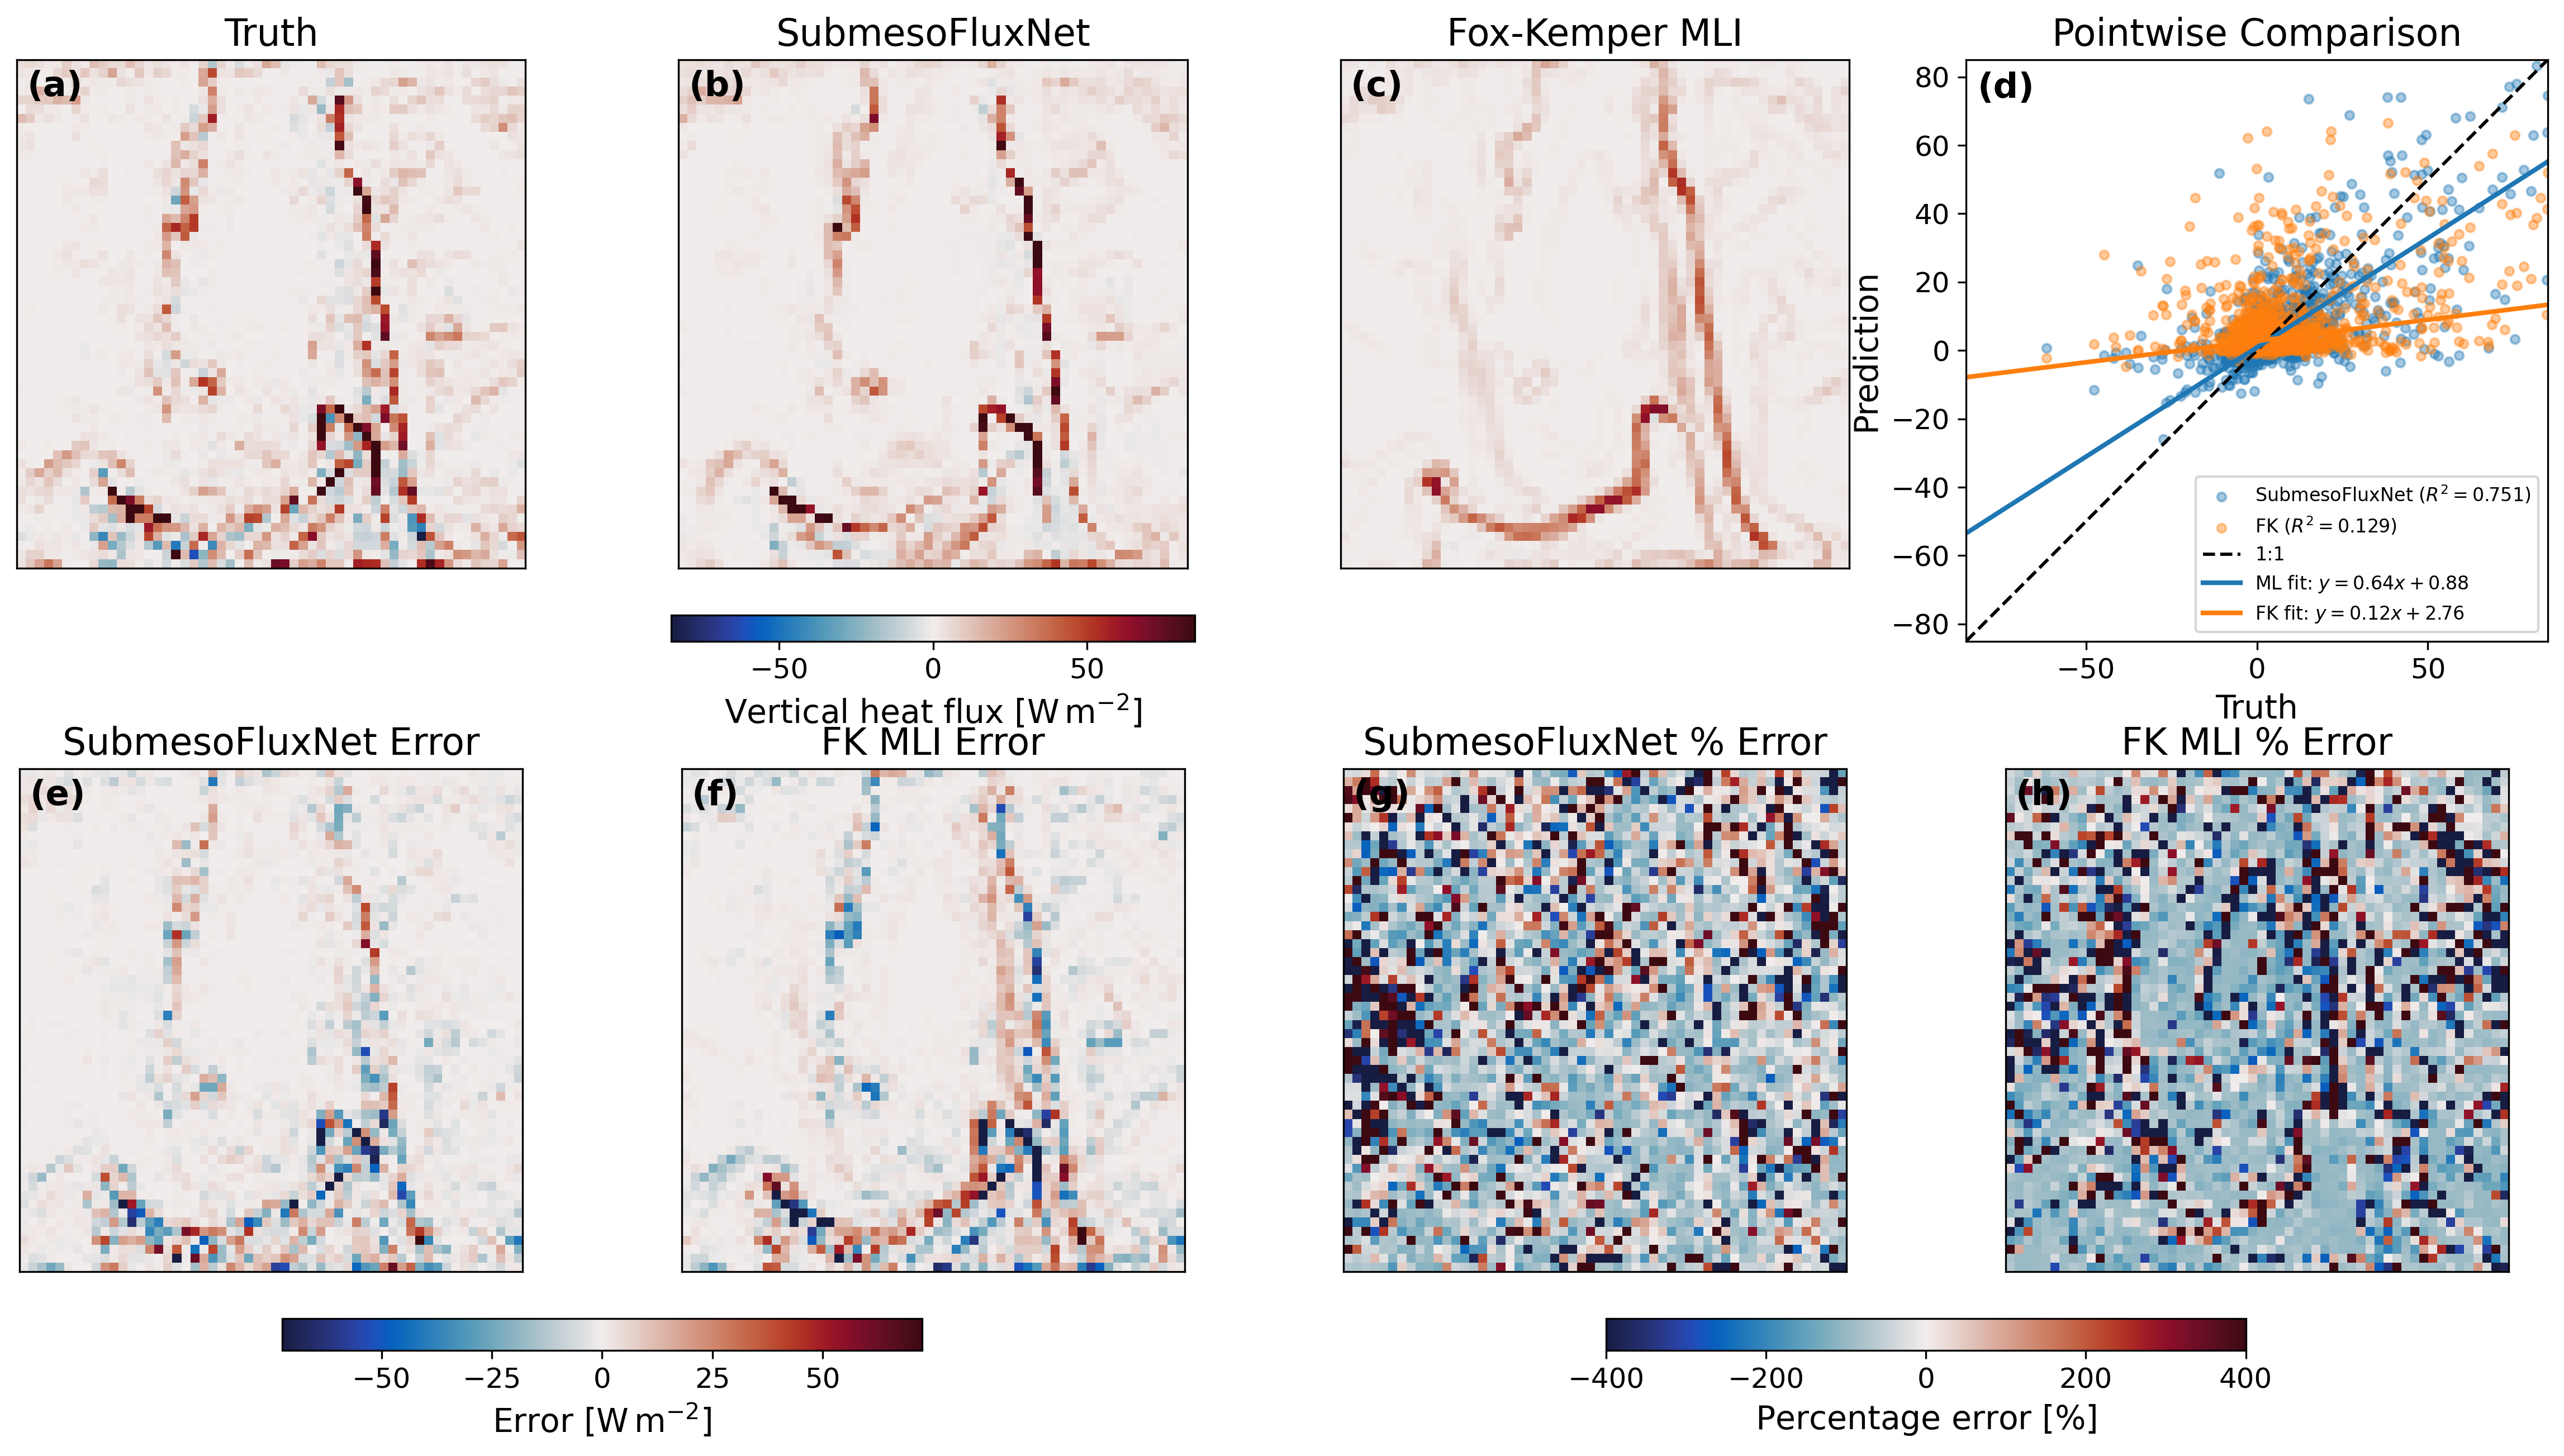 Truth
SubmesoFluxNet
Fox-Kemper MLI
Pointwise Comparison
(a)
(b)
(c)
(d)
80
60
40
20
0
−20
−40
−60
−80
Prediction
SubmesoFluxNet (R² = 0.751)
FK (R² = 0.129)
1:1
ML fit: y = 0.64x + 0.88
FK fit: y = 0.12x + 2.76
−50 0 50
Truth
−50 0 50
Vertical heat flux [W m⁻²]
SubmesoFluxNet Error
FK MLI Error
SubmesoFluxNet % Error
FK MLI % Error
(e)
(f)
(g)
(h)
−50 −25 0 25 50
Error [W m⁻²]
−400 −200 0 200 400
Percentage error [%]